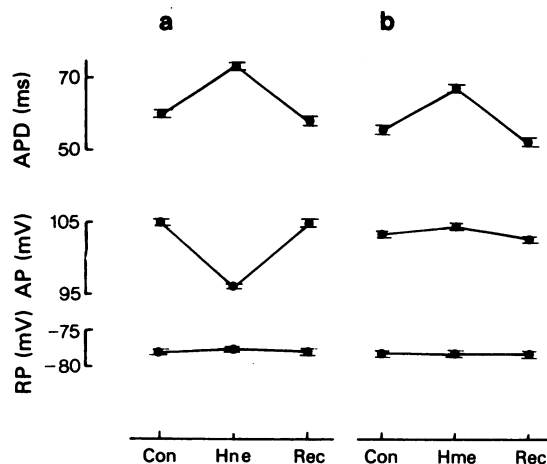 a b
70
50
APD (ms)
105
95
AP (mV)
-75
-80
RP (mV)
Con Hne Rec Con Hme Rec